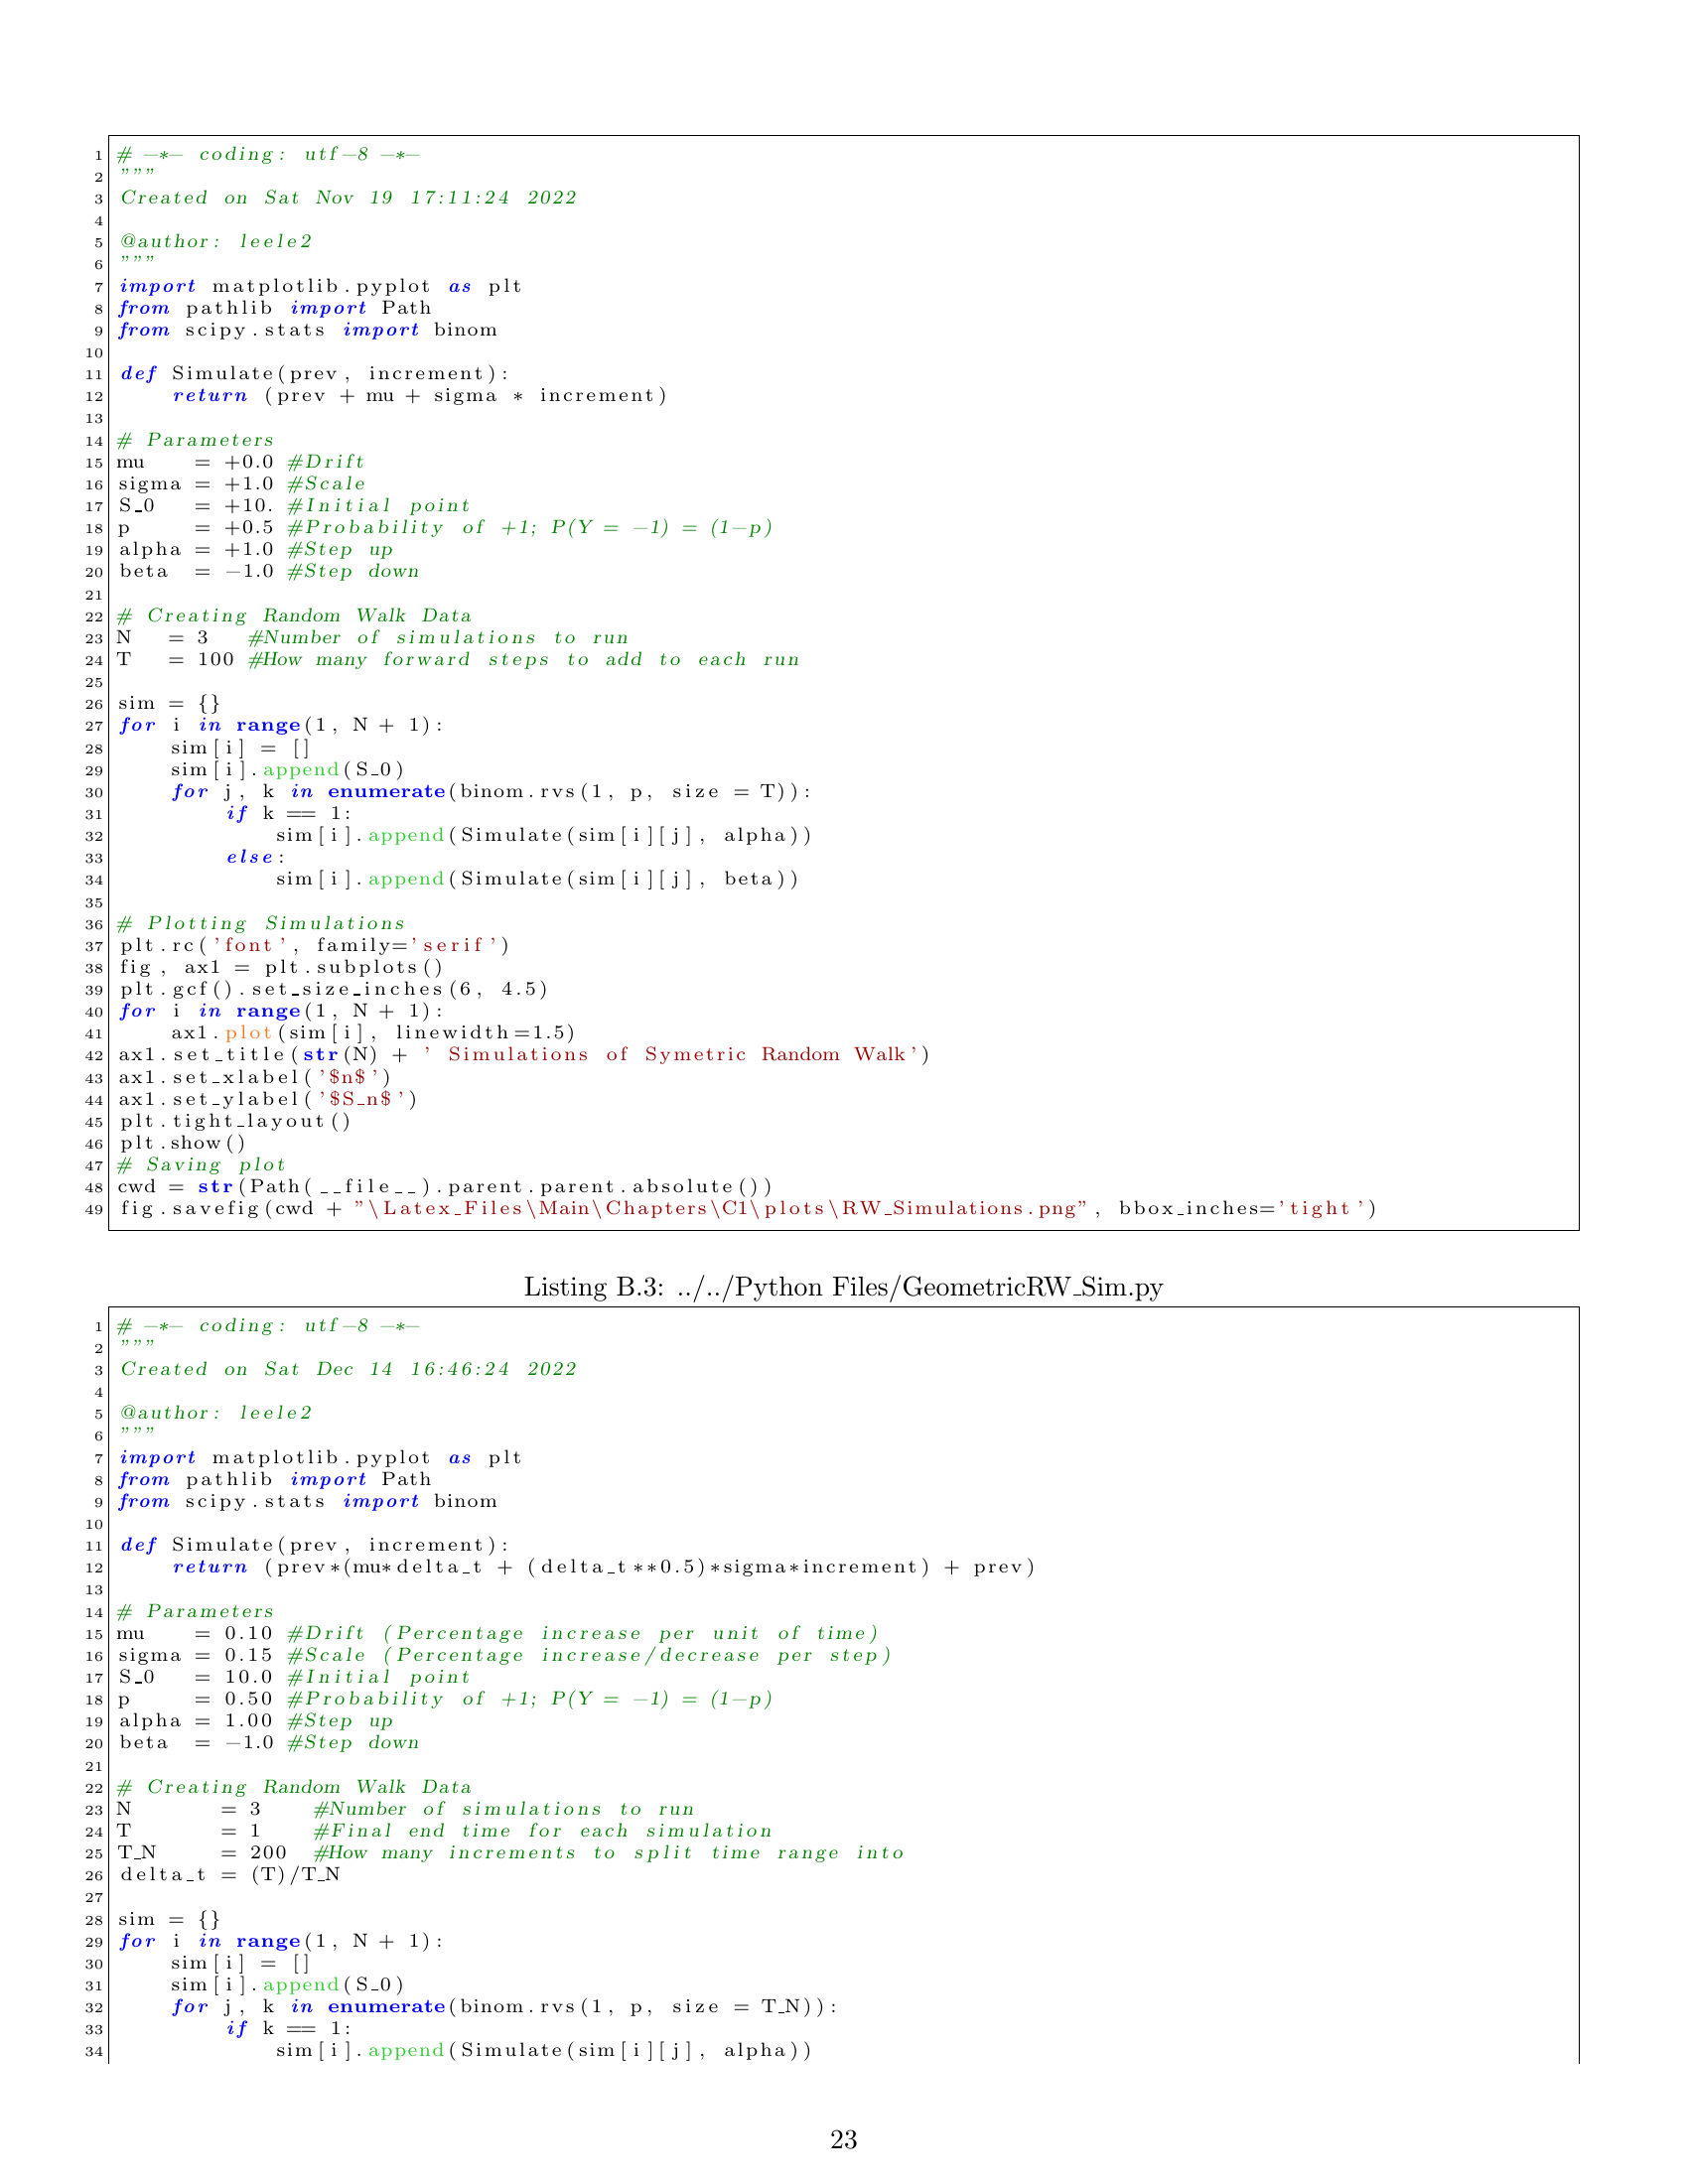 1 # -*- coding: utf-8 -*-
2 """
3 Created on Sat Nov 19 17:11:24 2022
4
5 @author: leele2
6 """
7 import matplotlib.pyplot as plt
8 from pathlib import Path
9 from scipy.stats import binom
10
11 def Simulate(prev, increment):
12     return (prev + mu + sigma * increment)
13
14 # Parameters
15 mu    = +0.0 #Drift
16 sigma = +1.0 #Scale
17 S_0   = +10. #Initial point
18 p     = +0.5 #Probability of +1; P(Y = -1) = (1-p)
19 alpha = +1.0 #Step up
20 beta  = -1.0 #Step down
21
22 # Creating Random Walk Data
23 N   = 3   #Number of simulations to run
24 T   = 100 #How many forward steps to add to each run
25
26 sim = {}
27 for i in range(1, N + 1):
28     sim[i] = []
29     sim[i].append(S_0)
30     for j, k in enumerate(binom.rvs(1, p, size = T)):
31         if k == 1:
32             sim[i].append(Simulate(sim[i][j], alpha))
33         else:
34             sim[i].append(Simulate(sim[i][j], beta))
35
36 # Plotting Simulations
37 plt.rc('font', family='serif')
38 fig, ax1 = plt.subplots()
39 plt.gcf().set_size_inches(6, 4.5)
40 for i in range(1, N + 1):
41     ax1.plot(sim[i], linewidth=1.5)
42 ax1.set_title(str(N) + ' Simulations of Symetric Random Walk')
43 ax1.set_xlabel('$n$')
44 ax1.set_ylabel('$S_n$')
45 plt.tight_layout()
46 plt.show()
47 # Saving plot
48 cwd = str(Path(__file__).parent.parent.absolute())
49 fig.savefig(cwd + "\Latex_Files\Main\Chapters\C1\plots\RW_Simulations.png", bbox_inches='tight')
Listing B.3: ../../Python Files/GeometricRW_Sim.py
1 # -*- coding: utf-8 -*-
2 """
3 Created on Sat Dec 14 16:46:24 2022
4
5 @author: leele2
6 """
7 import matplotlib.pyplot as plt
8 from pathlib import Path
9 from scipy.stats import binom
10
11 def Simulate(prev, increment):
12     return (prev*(mu*delta_t + (delta_t**0.5)*sigma*increment) + prev)
13
14 # Parameters
15 mu    = 0.10 #Drift (Percentage increase per unit of time)
16 sigma = 0.15 #Scale (Percentage increase/decrease per step)
17 S_0   = 10.0 #Initial point
18 p     = 0.50 #Probability of +1; P(Y = -1) = (1-p)
19 alpha = 1.00 #Step up
20 beta  = -1.0 #Step down
21
22 # Creating Random Walk Data
23 N       = 3    #Number of simulations to run
24 T       = 1    #Final end time for each simulation
25 T_N     = 200  #How many increments to split time range into
26 delta_t = (T)/T_N
27
28 sim = {}
29 for i in range(1, N + 1):
30     sim[i] = []
31     sim[i].append(S_0)
32     for j, k in enumerate(binom.rvs(1, p, size = T_N)):
33         if k == 1:
34             sim[i].append(Simulate(sim[i][j], alpha))
23